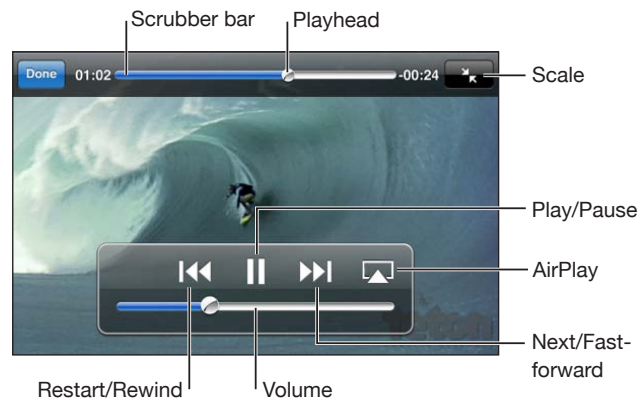 Scrubber bar
Playhead
Done
01:02
-00:24
Scale
Play/Pause
AirPlay
Next/Fast-
forward
Restart/Rewind
Volume